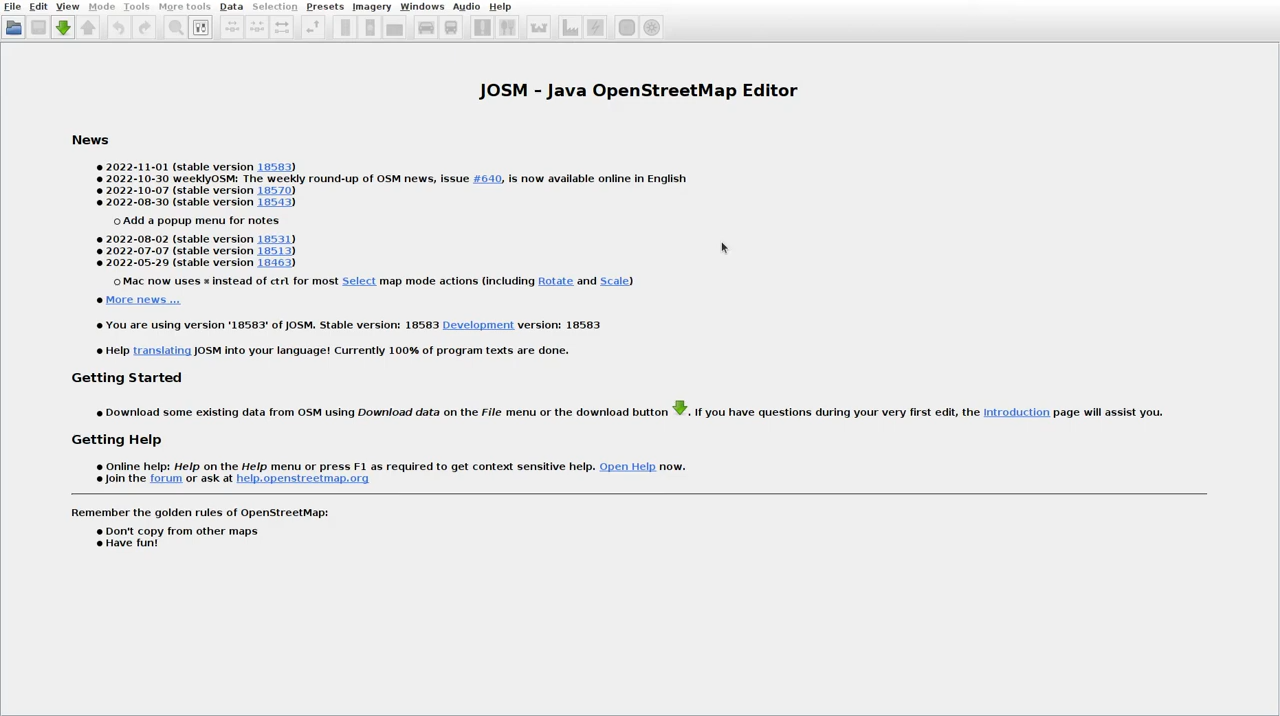 File Edit View Mode Tools More tools Data Selection Presets Imagery Windows Audio Help
JOSM – Java OpenStreetMap Editor
News
2022-11-01 (stable version 18583)
2022-10-30 weeklyOSM: The weekly round-up of OSM news, issue #640, is now available online in English
2022-10-07 (stable version 18570)
2022-08-30 (stable version 18543)
Add a popup menu for notes
2022-08-02 (stable version 18531)
2022-07-07 (stable version 18513)
2022-05-29 (stable version 18463)
Mac now uses ⌘ instead of ctrl for most Select map mode actions (including Rotate and Scale)
More news ...
You are using version '18583' of JOSM. Stable version: 18583 Development version: 18583
Help translating JOSM into your language! Currently 100% of program texts are done.
Getting Started
Download some existing data from OSM using Download data on the File menu or the download button . If you have questions during your very first edit, the Introduction page will assist you.
Getting Help
Online help: Help on the Help menu or press F1 as required to get context sensitive help. Open Help now.
Join the forum or ask at help.openstreetmap.org
Remember the golden rules of OpenStreetMap:
Don't copy from other maps
Have fun!